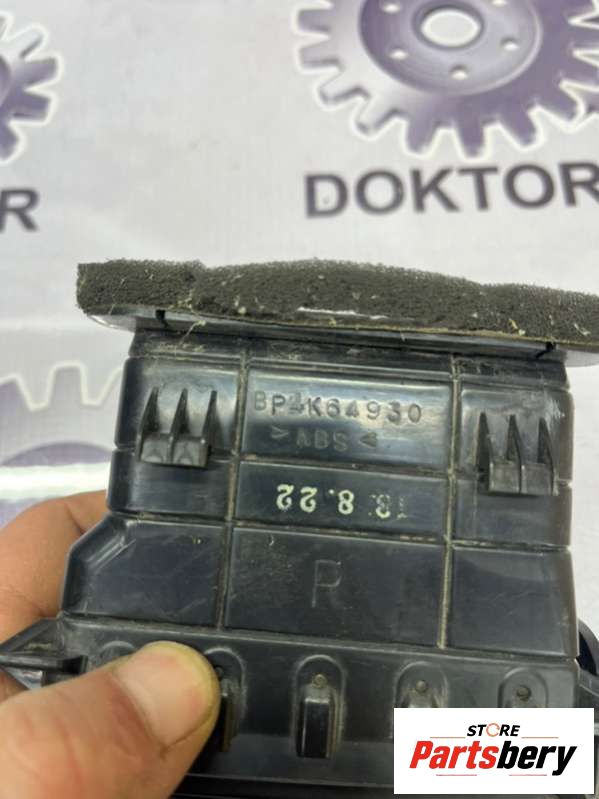 R
DOKTOR
BP4K64930
>ABS<
13. 8.22
R
STORE
Partsbery